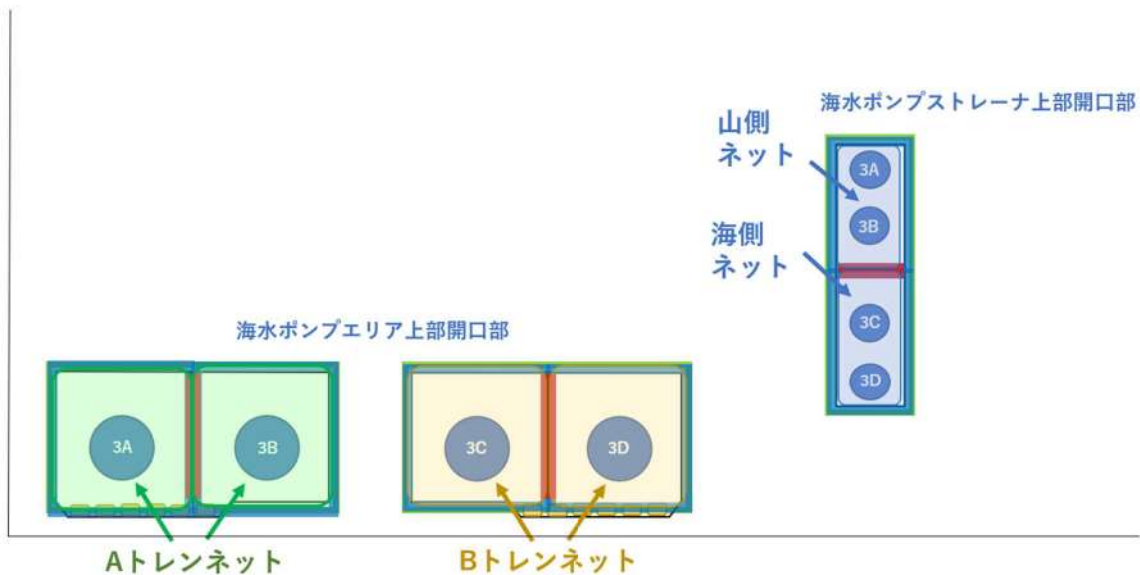 海水ポンプストレーナ上部開口部
山側
ネット
3A
3B
海側
ネット
3C
3D
海水ポンプエリア上部開口部
3A
3B
3C
3D
Aトレンネット
Bトレンネット